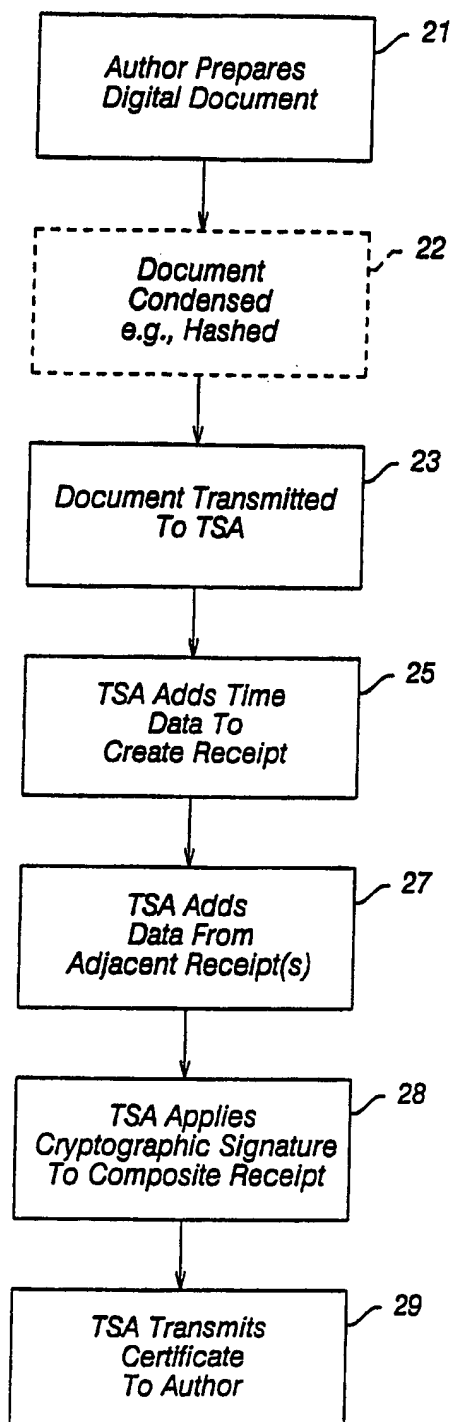 21
Author Prepares
Digital Document
22
Document
Condensed
e.g., Hashed
23
Document Transmitted
To TSA
25
TSA Adds Time
Data To
Create Receipt
27
TSA Adds
Data From
Adjacent Receipt(s)
28
TSA Applies
Cryptographic Signature
To Composite Receipt
29
TSA Transmits
Certificate
To Author